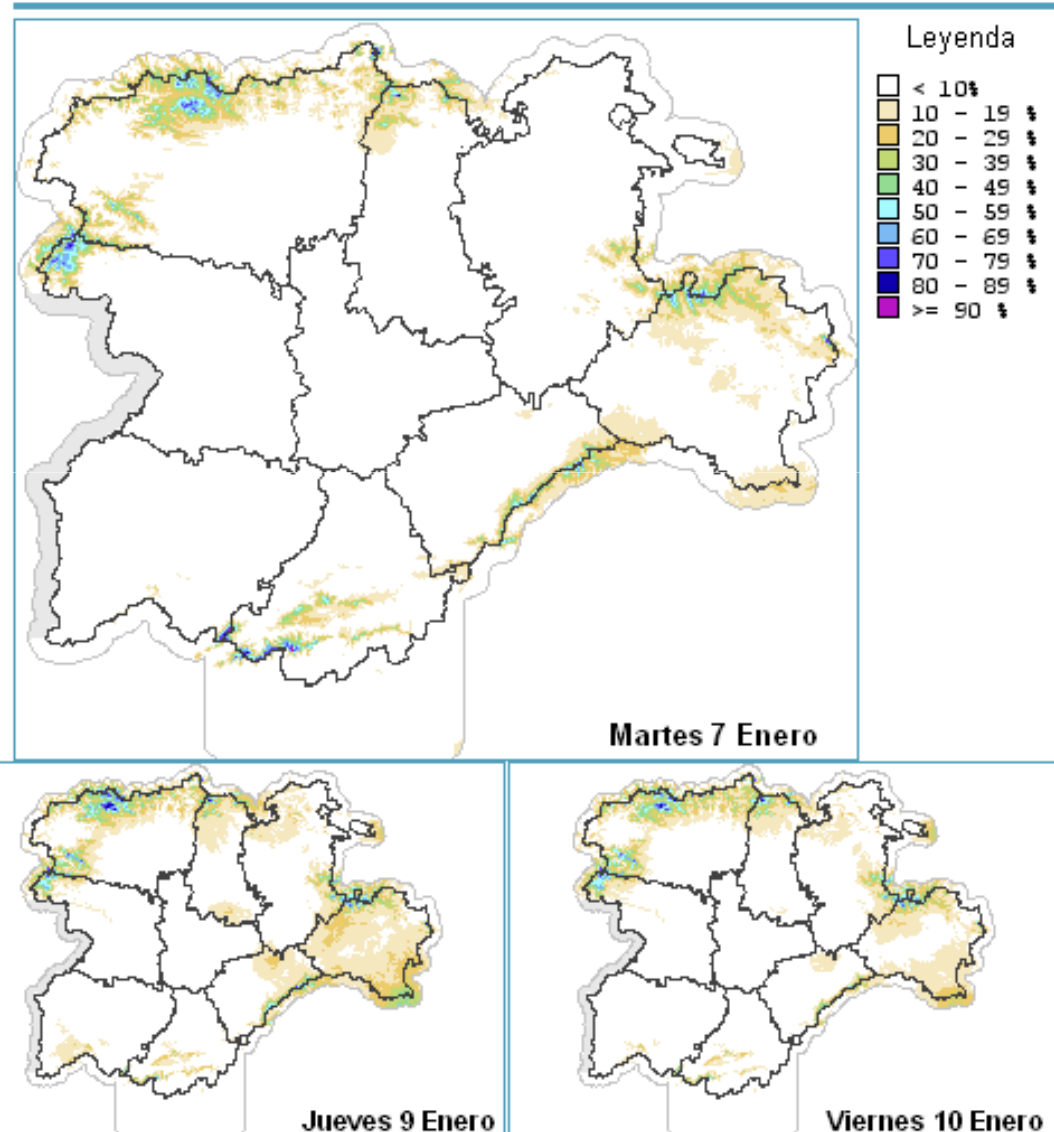 Leyenda
< 10%
10 - 19 %
20 - 29 %
30 - 39 %
40 - 49 %
50 - 59 %
60 - 69 %
70 - 79 %
80 - 89 %
>= 90 %
Martes 7 Enero
Jueves 9 Enero
Viernes 10 Enero